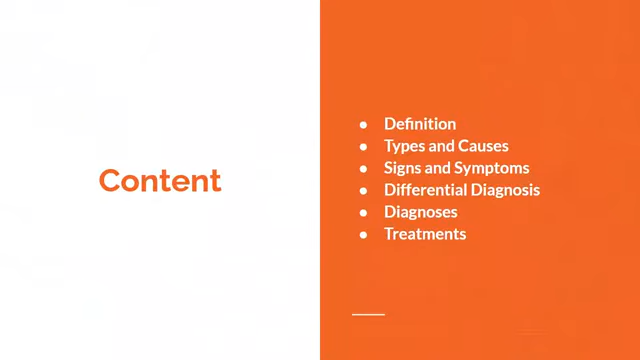 Content
● Definition
● Types and Causes
● Signs and Symptoms
● Differential Diagnosis
● Diagnoses
● Treatments